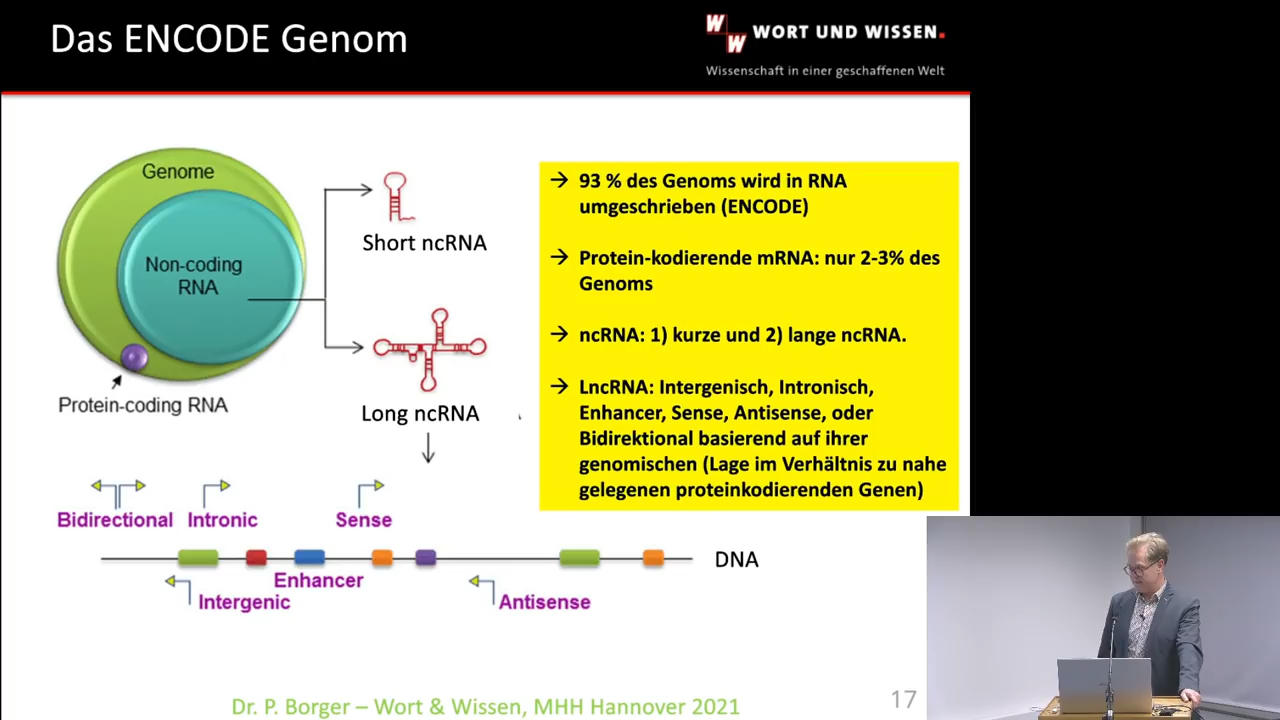 Das ENCODE Genom
W
W
WORT UND WISSEN.
Wissenschaft in einer geschaffenen Welt
Genome
Non-coding
RNA
Protein-coding RNA
Short ncRNA
Long ncRNA
→ 93 % des Genoms wird in RNA
umgeschrieben (ENCODE)
→ Protein-kodierende mRNA: nur 2-3% des
Genoms
→ ncRNA: 1) kurze und 2) lange ncRNA.
→ LncRNA: Intergenisch, Intronisch,
Enhancer, Sense, Antisense, oder
Bidirektional basierend auf ihrer
genomischen (Lage im Verhältnis zu nahe
gelegenen proteinkodierenden Genen)
Bidirectional Intronic Sense
DNA
Enhancer
Intergenic Antisense
Dr. P. Borger – Wort & Wissen, MHH Hannover 2021
17